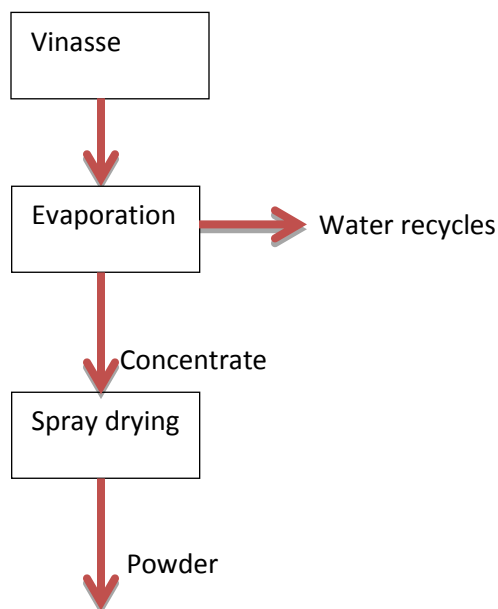 Vinasse
Evaporation
Water recycles
Concentrate
Spray drying
Powder